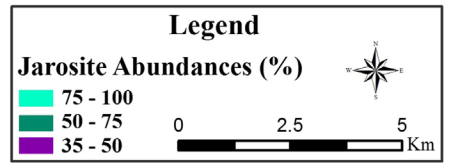 Legend
Jarosite Abundances (%)
N
W E
S
75 - 100
50 - 75
35 - 50
0 2.5 5
Km